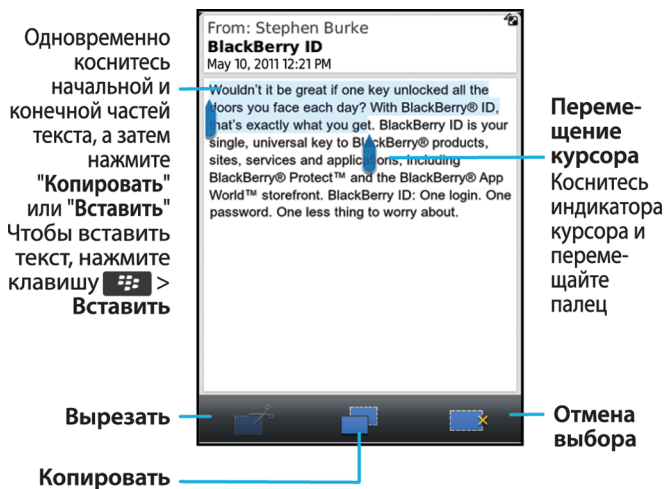 Одновременно
коснитесь
начальной и
конечной частей
текста, а затем
нажмите
"Копировать"
или "Вставить"
Чтобы вставить
текст, нажмите
клавишу >
Вставить
From: Stephen Burke
BlackBerry ID
May 10, 2011 12:21 PM
Wouldn't it be great if one key unlocked all the
doors you face each day? With BlackBerry® ID,
that's exactly what you get. BlackBerry ID is your
single, universal key to BlackBerry® products,
sites, services and applications, including
BlackBerry® Protect™ and the BlackBerry® App
World™ storefront. BlackBerry ID: One login. One
password. One less thing to worry about.
Переме-
щение
курсора
Коснитесь
индикатора
курсора и
переме-
щайте
палец
Вырезать
Копировать
Отмена
выбора